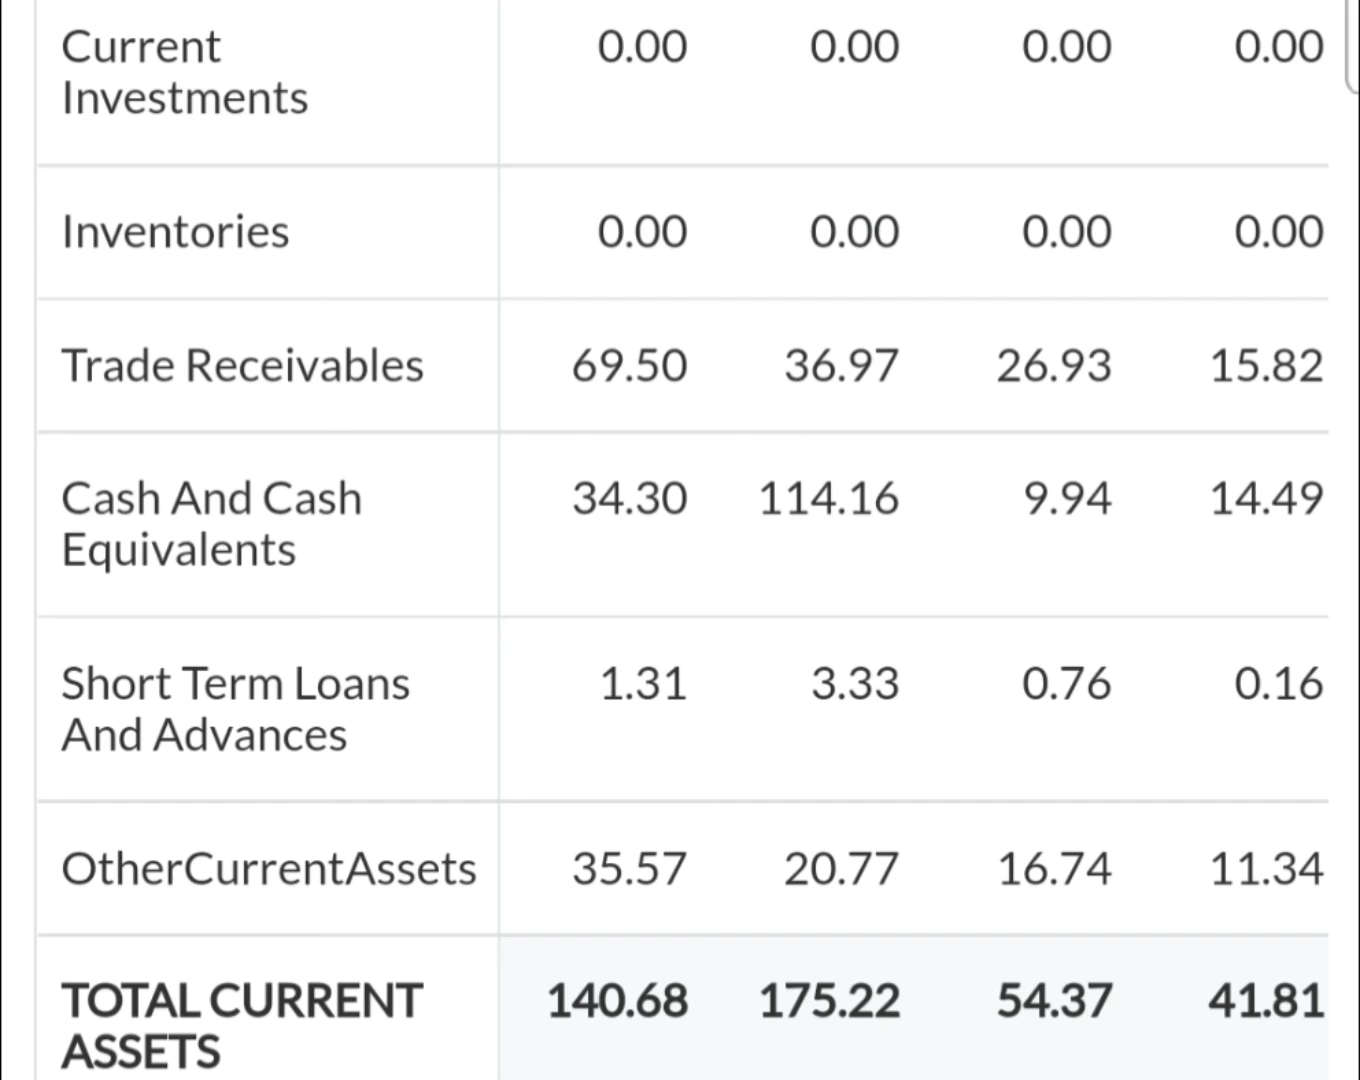 Current 0.00 0.00 0.00 0.00
Investments
Inventories 0.00 0.00 0.00 0.00
Trade Receivables 69.50 36.97 26.93 15.82
Cash And Cash 34.30 114.16 9.94 14.49
Equivalents
Short Term Loans 1.31 3.33 0.76 0.16
And Advances
OtherCurrentAssets 35.57 20.77 16.74 11.34
TOTAL CURRENT 140.68 175.22 54.37 41.81
ASSETS